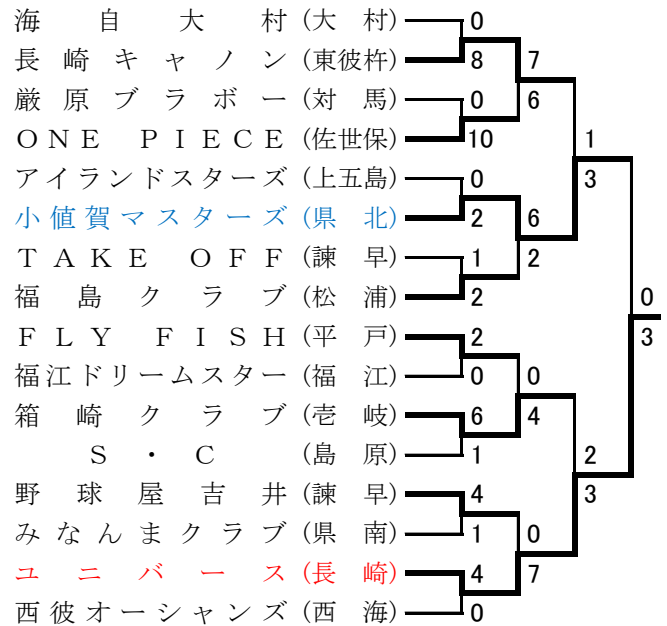 海自大村(大村) 0
長崎キャノン(東彼杵) 8 7
厳原ブラボー(対馬) 0 6
ONE PIECE(佐世保) 10 1
アイランドスターズ(上五島) 0 3
小値賀マスターズ(県北) 2 6
TAKE OFF(諫早) 1 2
福島クラブ(松浦) 2 0
FLY FISH(平戸) 2 3
福江ドリームスター(福江) 0 0
箱崎クラブ(壱岐) 6 4
S・C(島原) 1 2
野球屋吉井(諫早) 4 3
みなんまクラブ(県南) 1 0
ユニバース(長崎) 4 7
西彼オーシャンズ(西海) 0